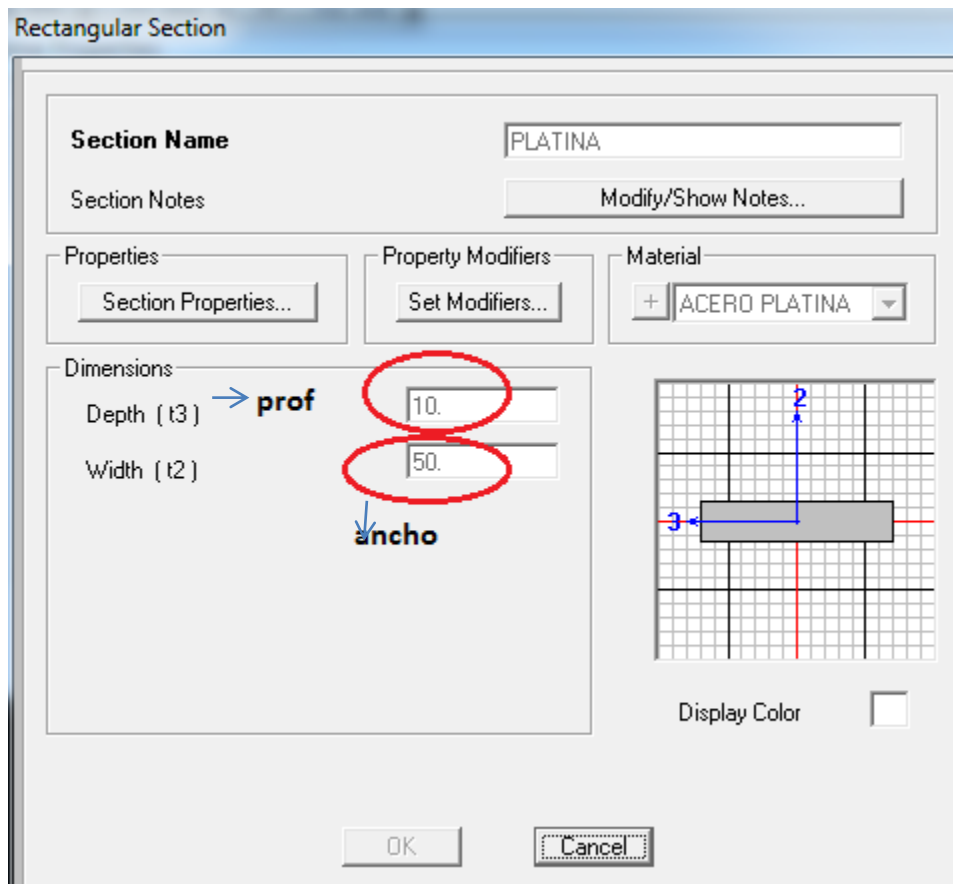 Rectangular Section
Section Name
PLATINA
Section Notes
Modify/Show Notes...
Properties
Property Modifiers
Material
Section Properties...
Set Modifiers...
+
ACERO PLATINA
Dimensions
Depth ( t3 )
prof
10.
Width ( t2 )
50.
ancho
2
3
Display Color
OK
Cancel